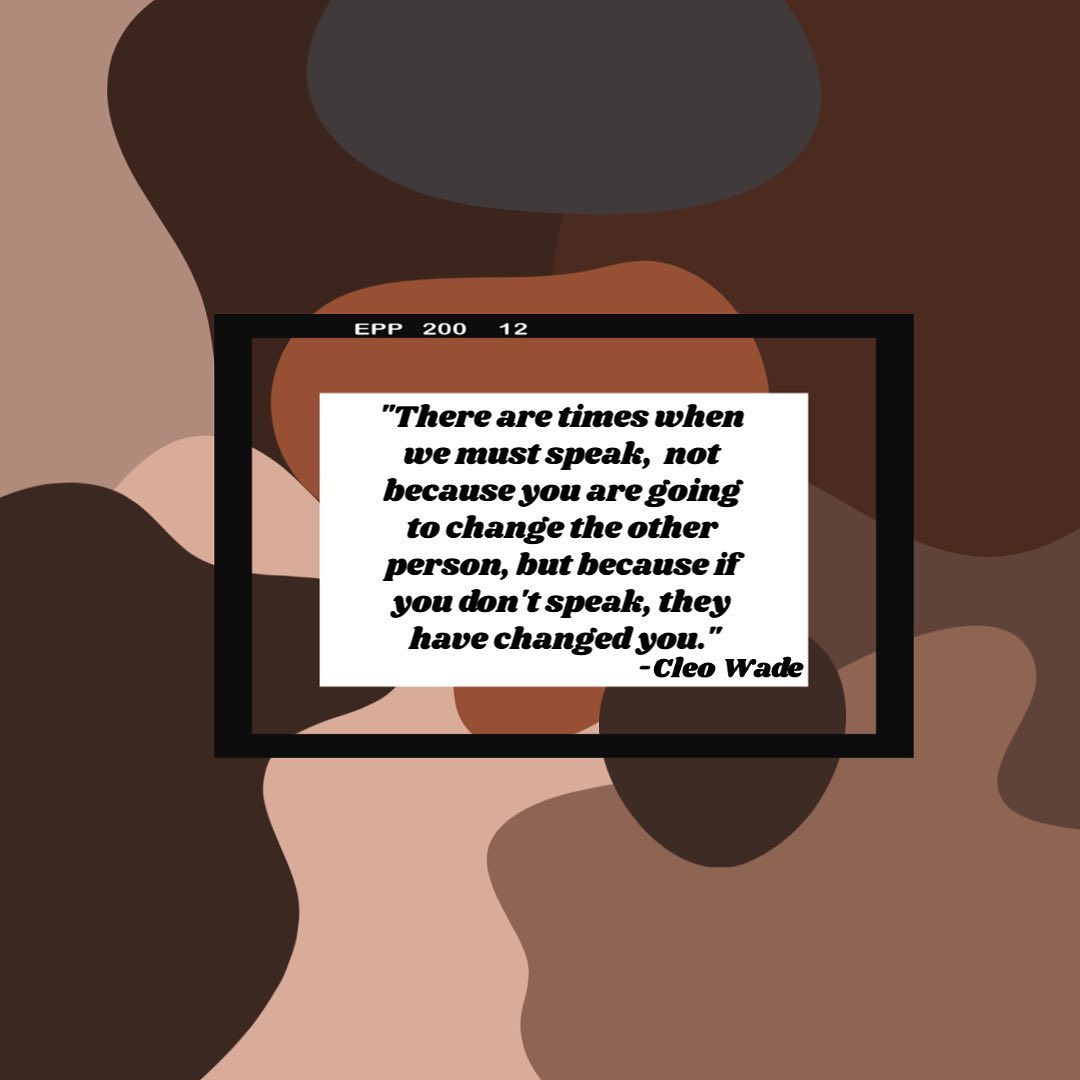 EPP 200 12
"There are times when
we must speak, not
because you are going
to change the other
person, but because if
you don't speak, they
have changed you."
-Cleo Wade